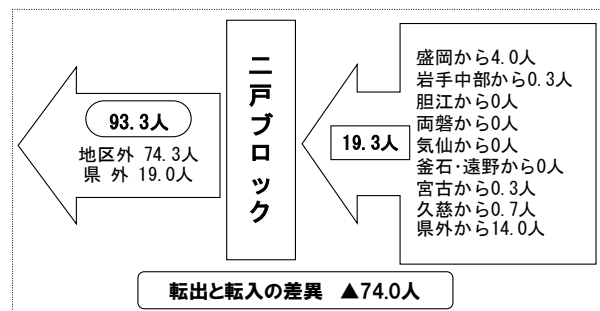 93.3人
地区外 74.3人
県 外 19.0人
二戸ブロック
19.3人
盛岡から4.0人
岩手中部から0.3人
胆江から0人
両磐から0人
気仙から0人
釜石・遠野から0人
宮古から0.3人
久慈から0.7人
県外から14.0人
転出と転入の差異 ▲74.0人